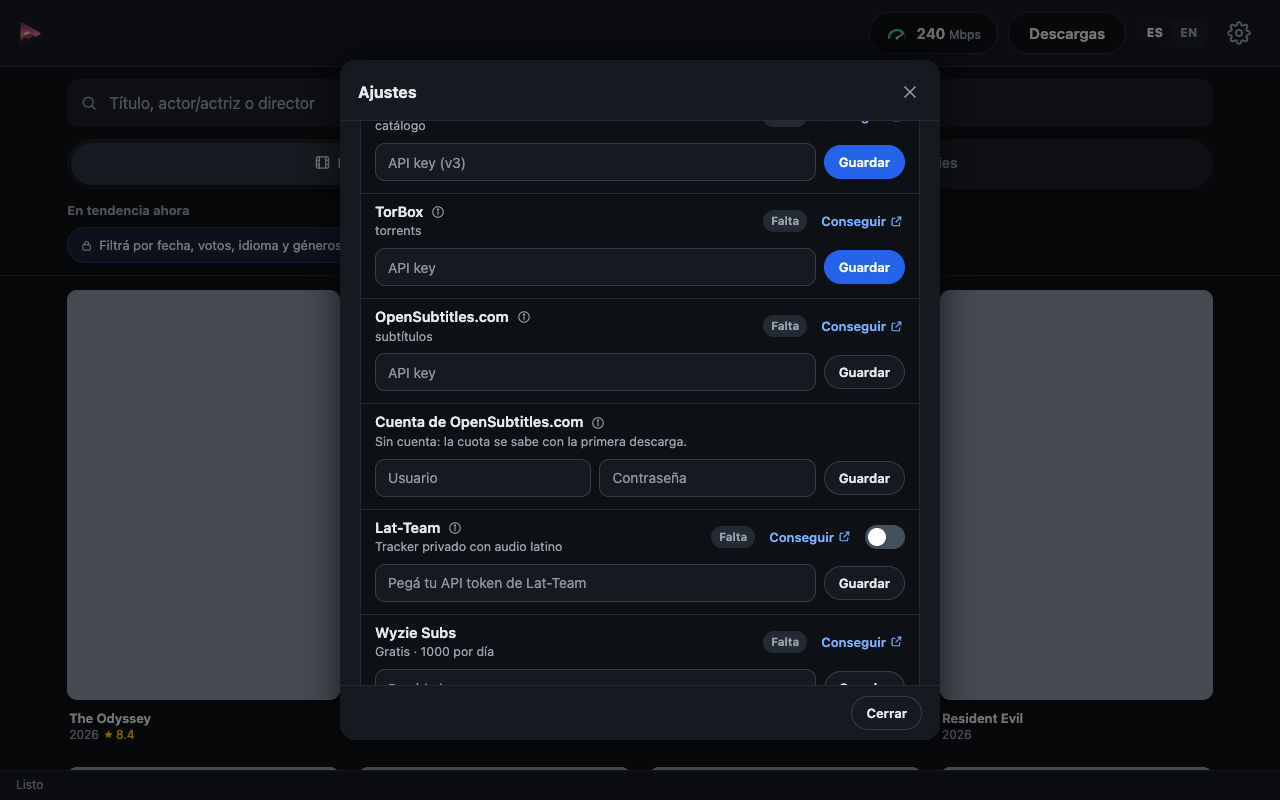 240 Mbps
Descargas
ES EN
Título, actor/actriz o director
Ajustes
catálogo
API key (v3)
Guardar
En tendencia ahora
Filtrá por fecha, votos, idioma y géneros
TorBox
torrents
Falta
Conseguir
API key
Guardar
OpenSubtitles.com
subtítulos
Falta
Conseguir
API key
Guardar
Cuenta de OpenSubtitles.com
Sin cuenta: la cuota se sabe con la primera descarga.
Usuario
Contraseña
Guardar
Lat-Team
Tracker privado con audio latino
Falta
Conseguir
Pegá tu API token de Lat-Team
Guardar
Wyzie Subs
Gratis · 1000 por día
Falta
Conseguir
Cerrar
The Odyssey
2026 ★ 8.4
Resident Evil
2026
Listo